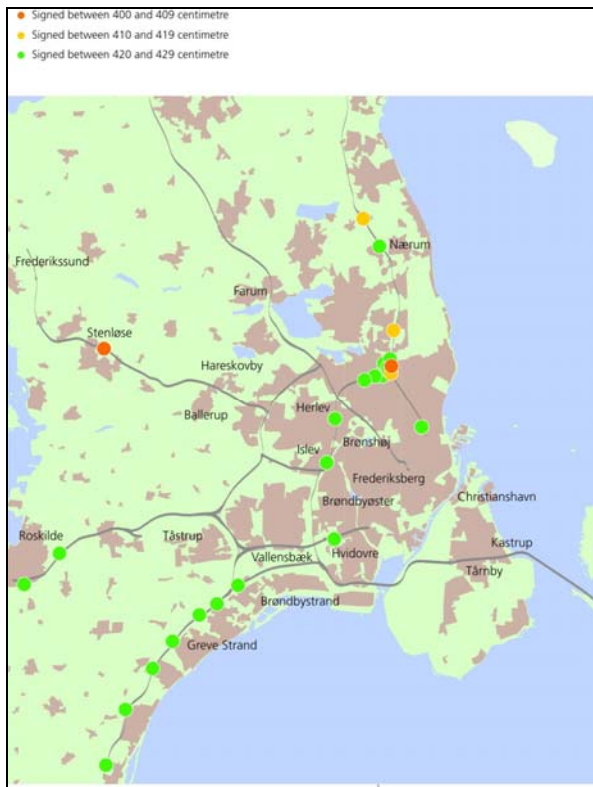 Signed between 400 and 409 centimetre
Signed between 410 and 419 centimetre
Signed between 420 and 429 centimetre
Nærum
Frederikssund
Farum
Stenløse
Hareskovby
Ballerup
Herlev
Brønshøj
Islev
Frederiksberg
Christianshavn
Brøndbyøster
Roskilde
Tåstrup
Kastrup
Hvidovre
Vallensbæk
Tårnby
Brøndbystrand
Greve Strand